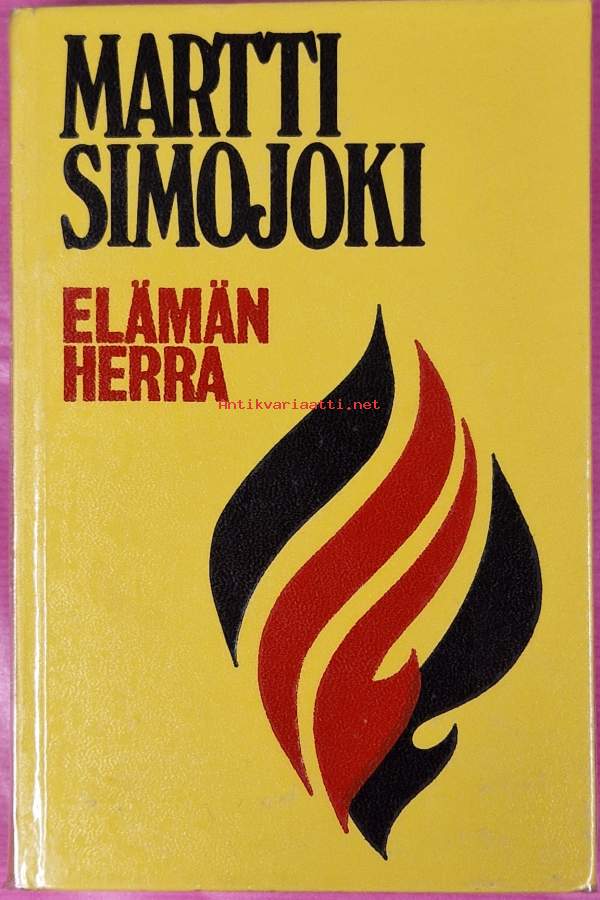 MARTTI
SIMOJOKI
ELÄMÄN
HERRA
Antikvariaatti.net